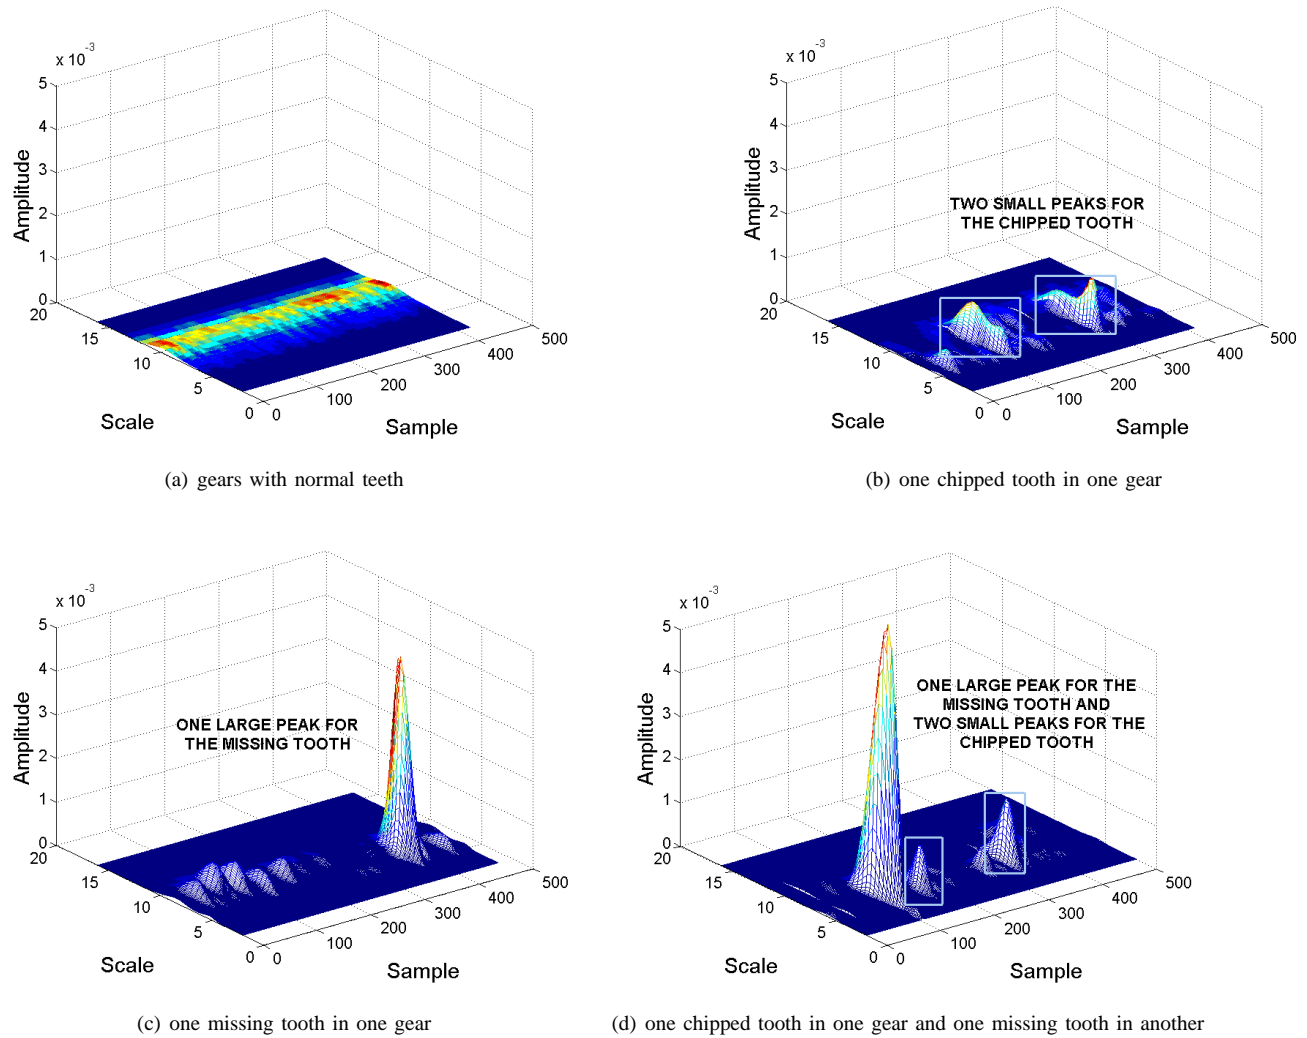 x 10-3
5
4
3
2
1
0
Amplitude
20
15
10
5
0
Scale
0
100
200
300
400
500
Sample
(a) gears with normal teeth
x 10-3
5
4
3
2
1
0
Amplitude
TWO SMALL PEAKS FOR
THE CHIPPED TOOTH
20
15
10
5
0
Scale
0
100
200
300
400
500
Sample
(b) one chipped tooth in one gear
x 10-3
5
4
3
2
1
0
Amplitude
ONE LARGE PEAK FOR
THE MISSING TOOTH
20
15
10
5
0
Scale
0
100
200
300
400
500
Sample
(c) one missing tooth in one gear
x 10-3
5
4
3
2
1
0
Amplitude
ONE LARGE PEAK FOR THE
MISSING TOOTH AND
TWO SMALL PEAKS FOR THE
CHIPPED TOOTH
20
15
10
5
0
Scale
0
100
200
300
400
500
Sample
(d) one chipped tooth in one gear and one missing tooth in another